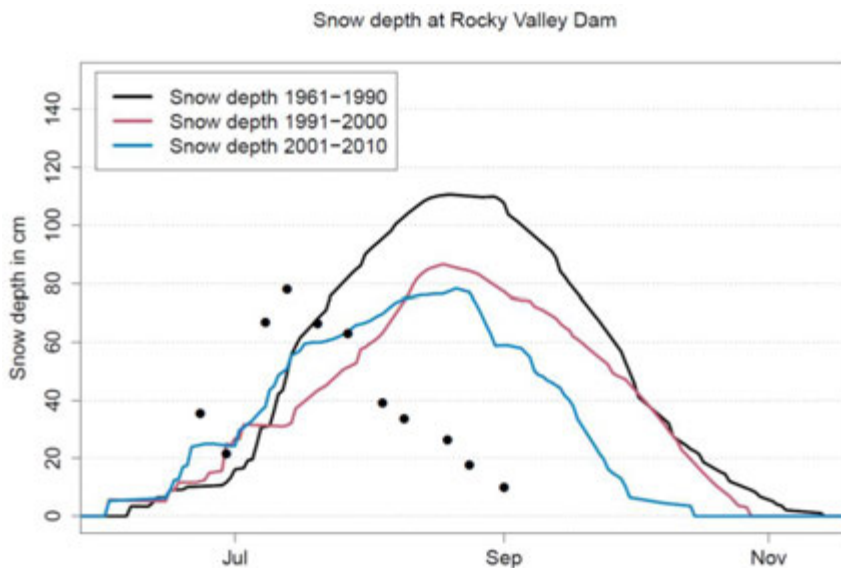 Snow depth at Rocky Valley Dam
Snow depth 1961−1990
Snow depth 1991−2000
Snow depth 2001−2010
Snow depth in cm
140
120
100
80
60
40
20
0
Jul Sep Nov